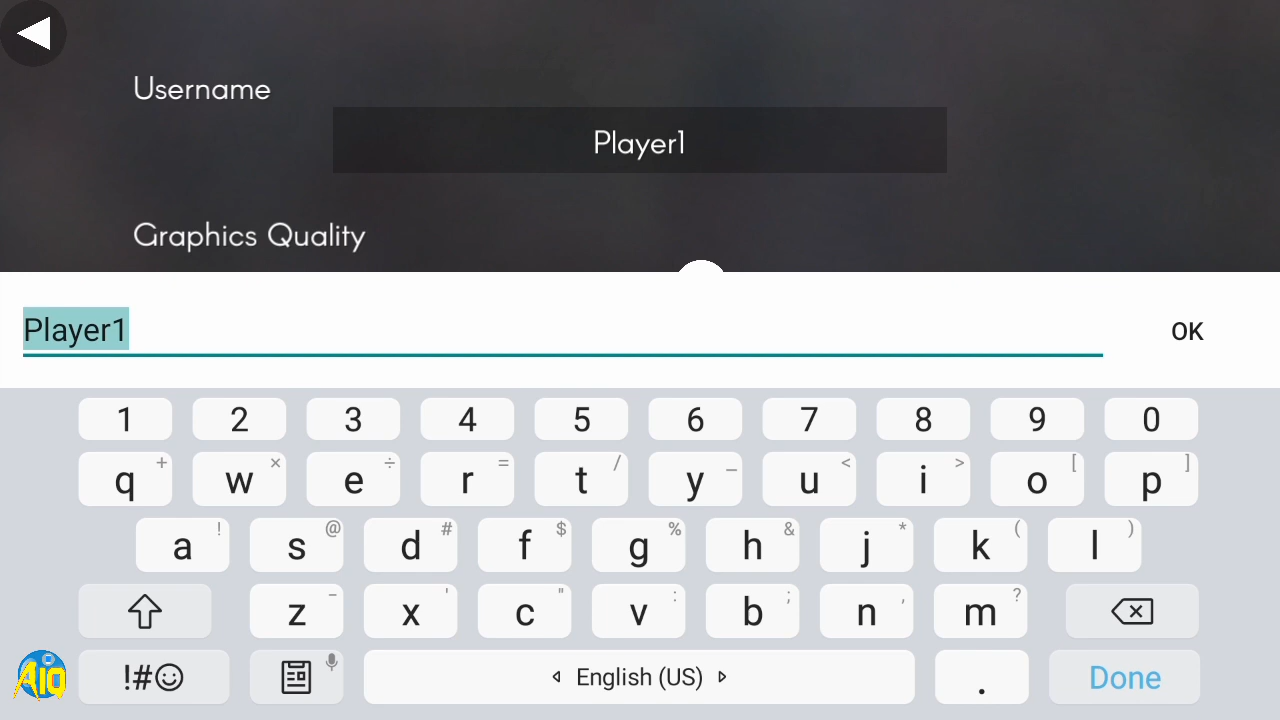 Username
Player1
Graphics Quality
Player1
OK
1 2 3 4 5 6 7 8 9 0
q + w × e ÷ r = t / y _ u < i > o [ p ]
a ! s @ d # f $ g % h & j * k ( l )
z - x ' c " v : b ; n , m ?
AIO !#☺ English (US) . Done